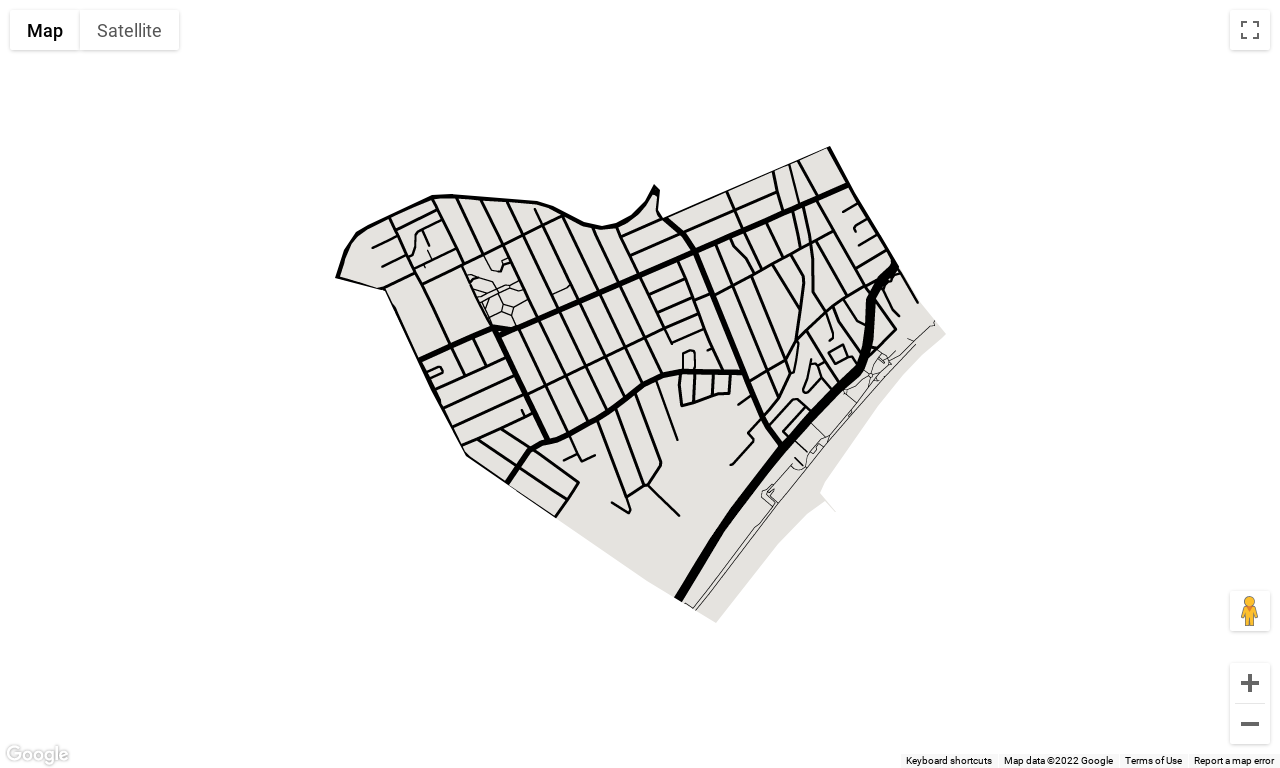 Map Satellite
Google
Keyboard shortcuts Map data ©2022 Google Terms of Use Report a map error